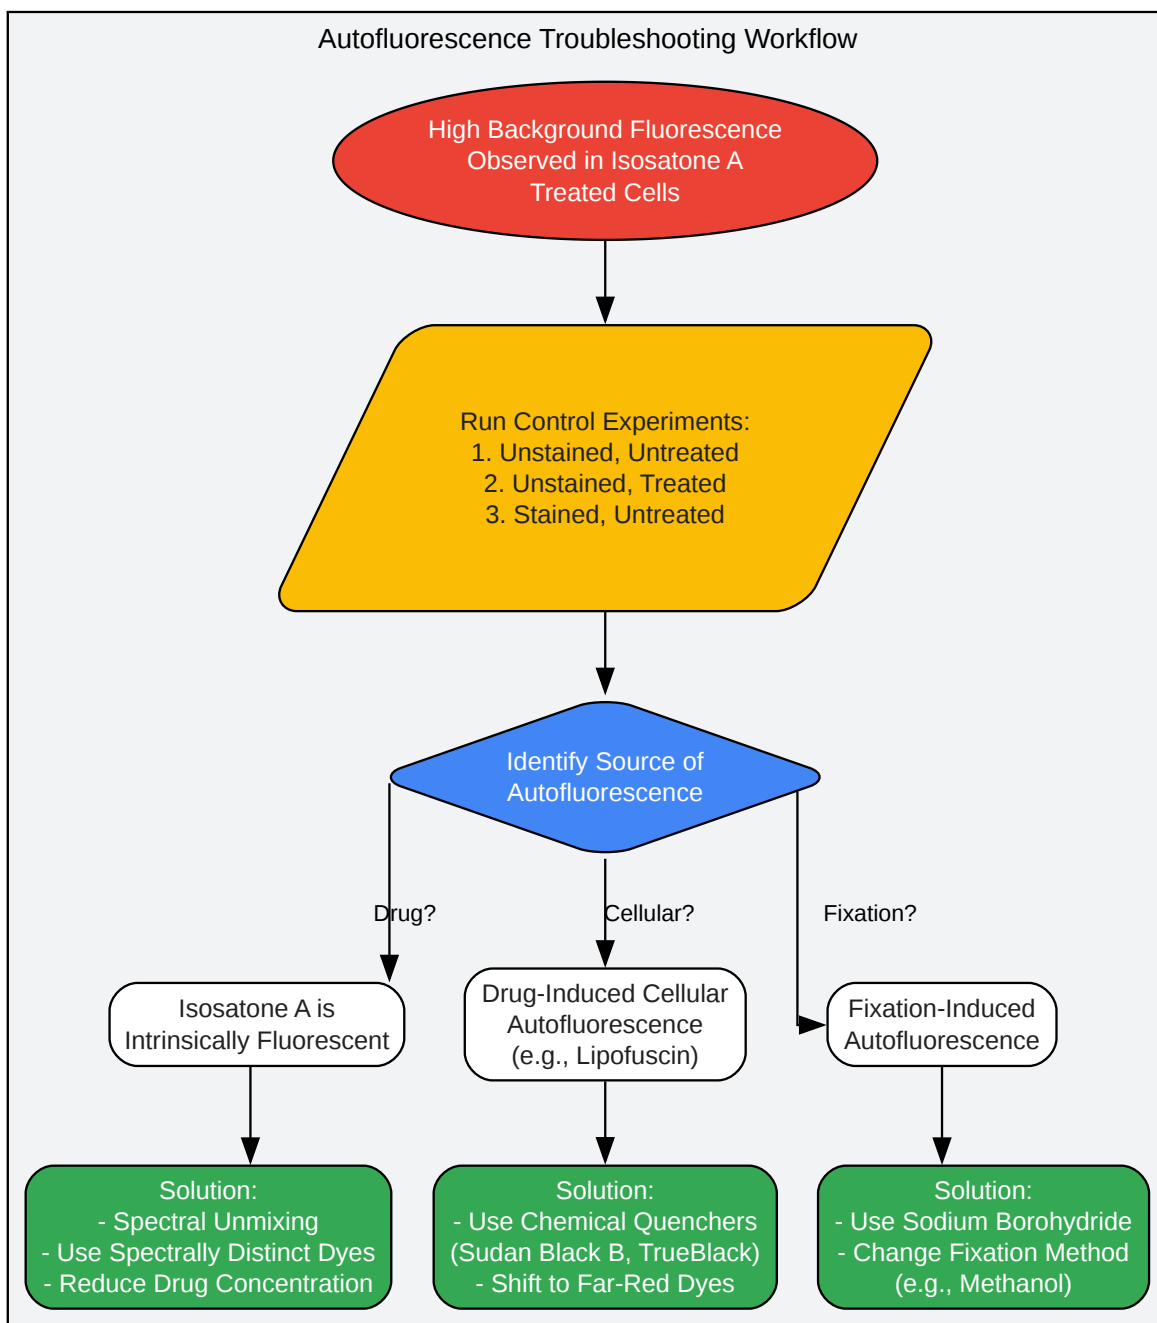 Autofluorescence Troubleshooting Workflow
High Background Fluorescence
Observed in Isosatone A
Treated Cells
Run Control Experiments:
1. Unstained, Untreated
2. Unstained, Treated
3. Stained, Untreated
Identify Source of
Autofluorescence
Drug?
Cellular?
Fixation?
Isosatone A is
Intrinsically Fluorescent
Drug-Induced Cellular
Autofluorescence
(e.g., Lipofuscin)
Fixation-Induced
Autofluorescence
Solution:
- Spectral Unmixing
- Use Spectrally Distinct Dyes
- Reduce Drug Concentration
Solution:
- Use Chemical Quenchers
(Sudan Black B, TrueBlack)
- Shift to Far-Red Dyes
Solution:
- Use Sodium Borohydride
- Change Fixation Method
(e.g., Methanol)